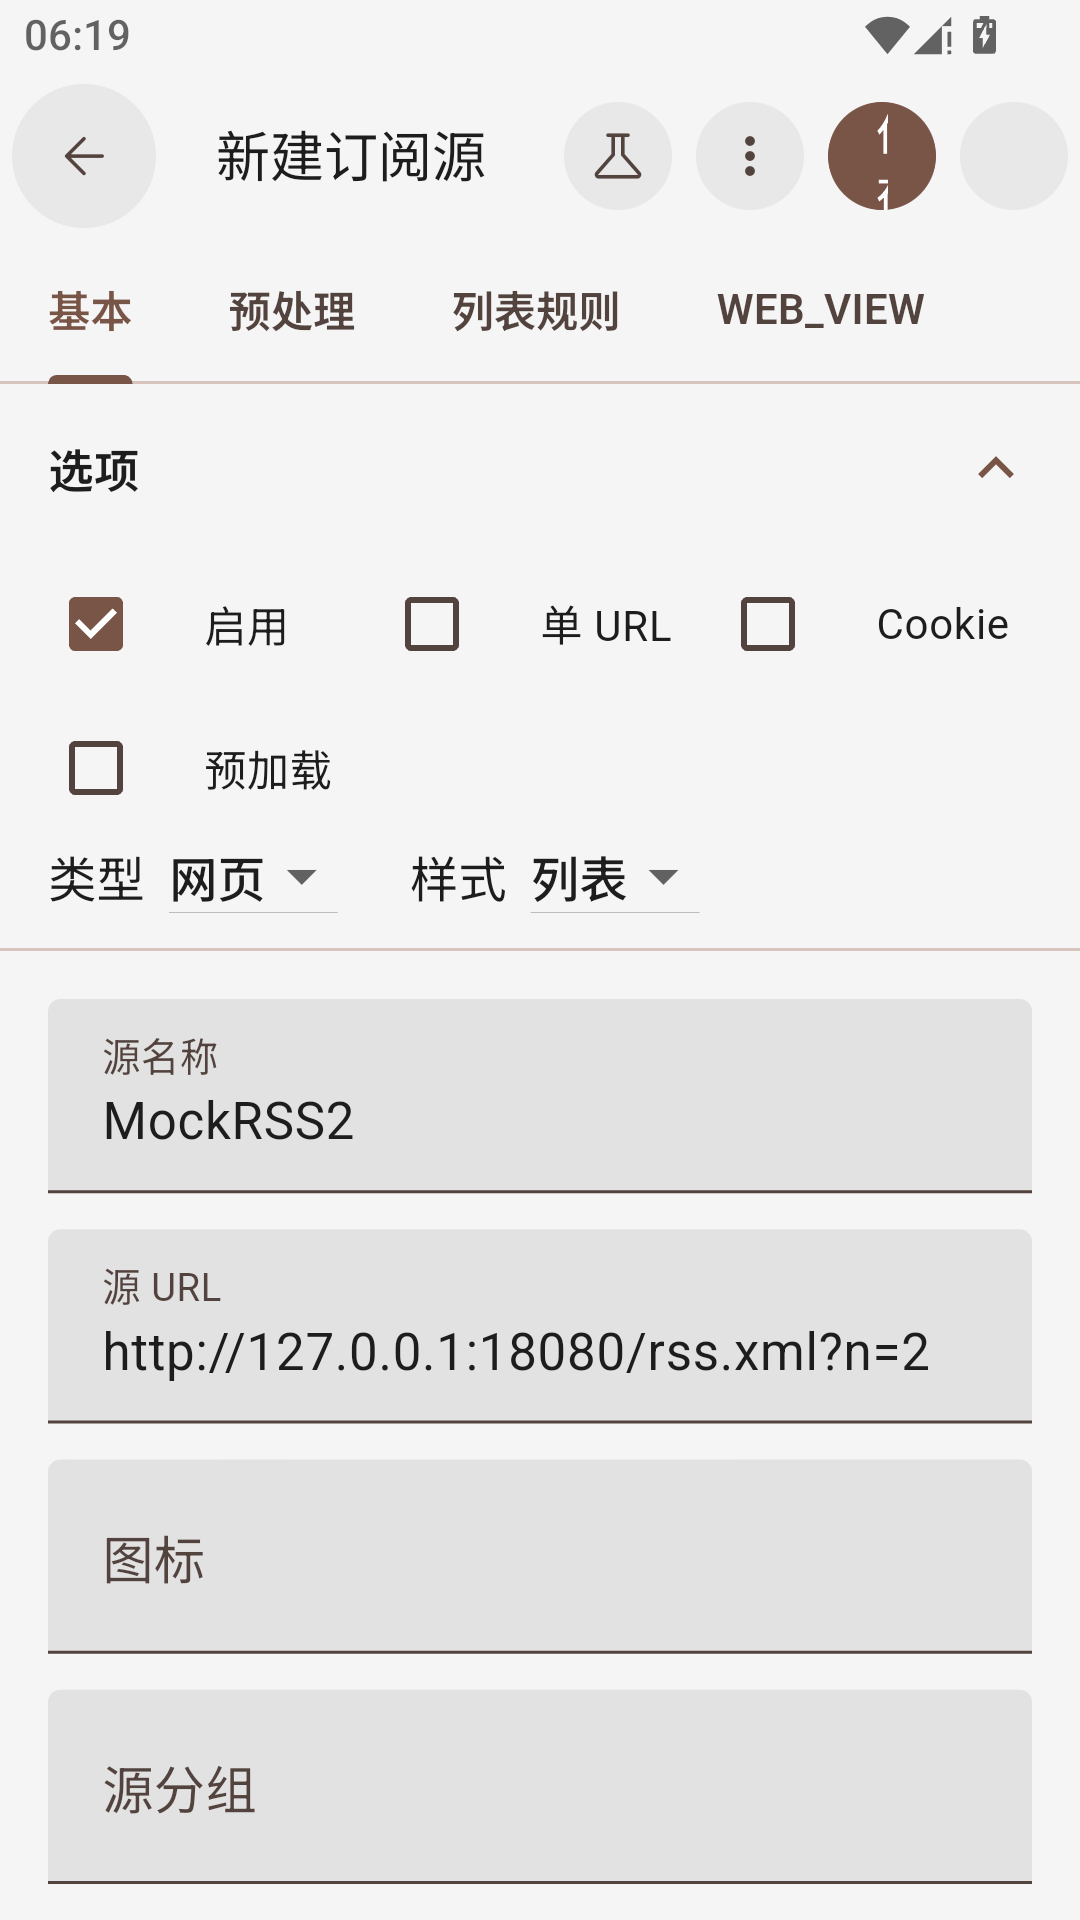 06:19
新建订阅源
基本 预处理 列表规则 WEB_VIEW
选项
启用 单 URL Cookie
预加载
类型 网页 样式 列表
源名称
MockRSS2
源 URL
http://127.0.0.1:18080/rss.xml?n=2
图标
源分组